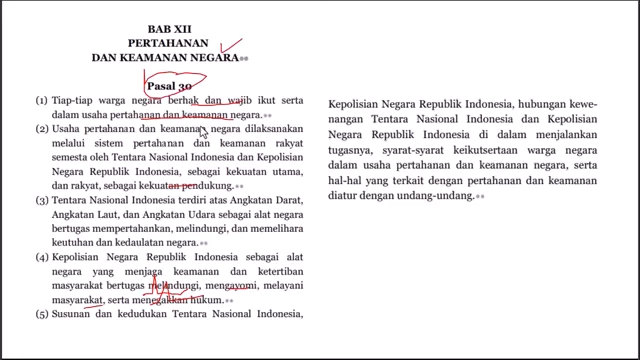 BAB XII
PERTAHANAN
DAN KEAMANAN NEGARA**
Pasal 30
(1) Tiap-tiap warga negara berhak dan wajib ikut serta
dalam usaha pertahanan dan keamanan negara.**
(2) Usaha pertahanan dan keamanan negara dilaksanakan
melalui sistem pertahanan dan keamanan rakyat
semesta oleh Tentara Nasional Indonesia dan Kepolisian
Negara Republik Indonesia, sebagai kekuatan utama,
dan rakyat, sebagai kekuatan pendukung.**
(3) Tentara Nasional Indonesia terdiri atas Angkatan Darat,
Angkatan Laut, dan Angkatan Udara sebagai alat negara
bertugas mempertahankan, melindungi, dan memelihara
keutuhan dan kedaulatan negara.**
(4) Kepolisian Negara Republik Indonesia sebagai alat
negara yang menjaga keamanan dan ketertiban
masyarakat bertugas melindungi, mengayomi, melayani
masyarakat, serta menegakkan hukum.**
(5) Susunan dan kedudukan Tentara Nasional Indonesia,
Kepolisian Negara Republik Indonesia, hubungan kewe-
nangan Tentara Nasional Indonesia dan Kepolisian
Negara Republik Indonesia di dalam menjalankan
tugasnya, syarat-syarat keikutsertaan warga negara
dalam usaha pertahanan dan keamanan negara, serta
hal-hal yang terkait dengan pertahanan dan keamanan
diatur dengan undang-undang.**